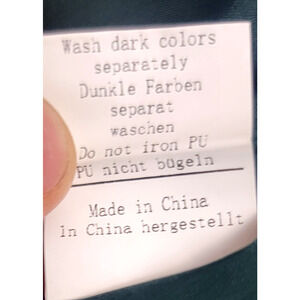 Wash dark colors
separately
Dunkle Farben
separat
waschen
Do not iron PU
PU nicht bügeln
Made in China
In China hergestellt